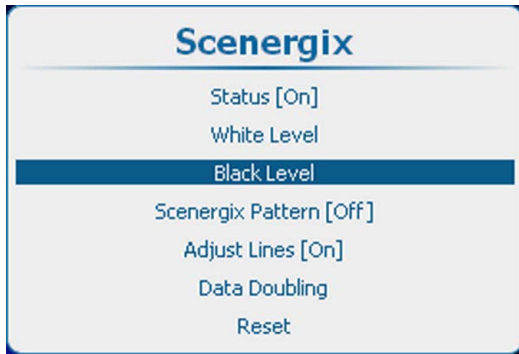 Scenergix
Status [On]
White Level
Black Level
Scenergix Pattern [Off]
Adjust Lines [On]
Data Doubling
Reset